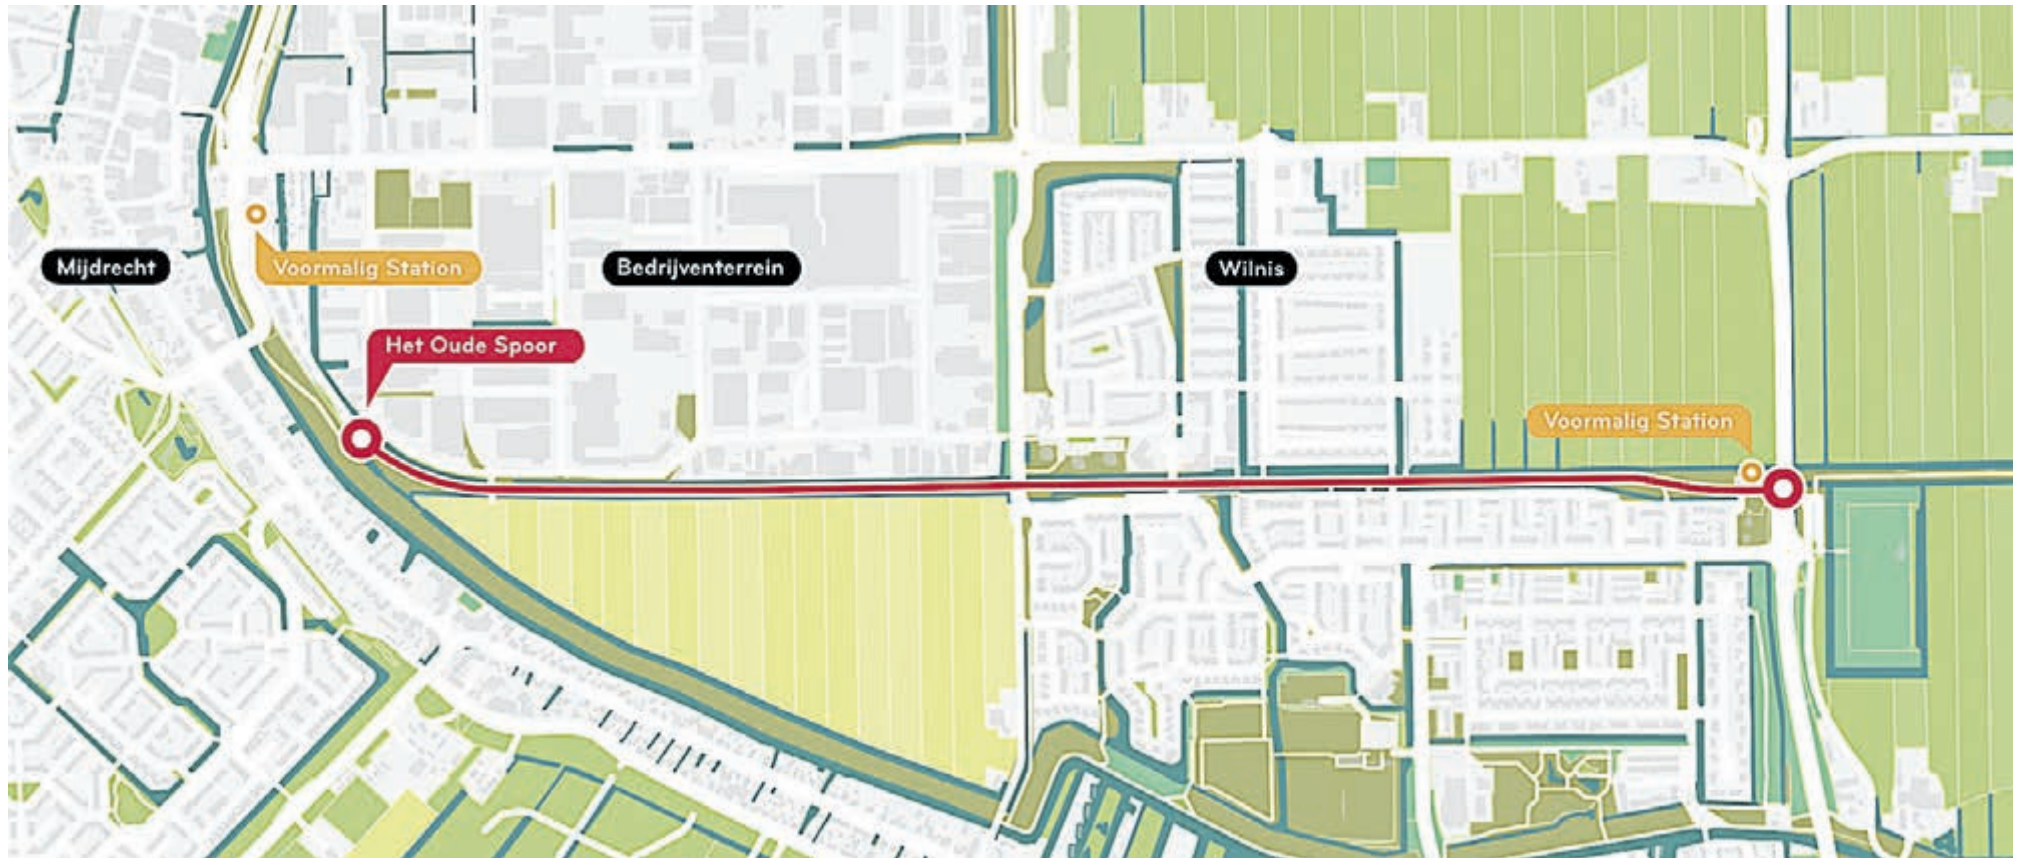 Mijdrecht
Voormalig Station
Bedrijventerrein
Wilnis
Het Oude Spoor
Voormalig Station